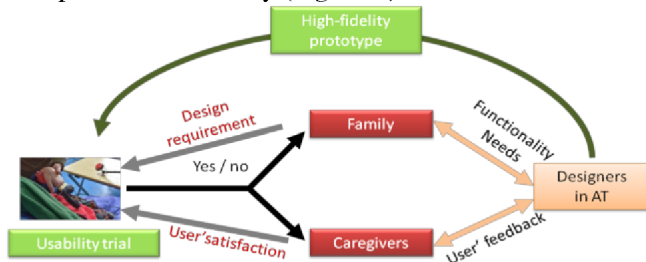 High-fidelity
prototype
Design
requirement
Family
Functionality
Needs
Yes / no
Designers
in AT
Usability trial
User'satisfaction
Caregivers
User' feedback